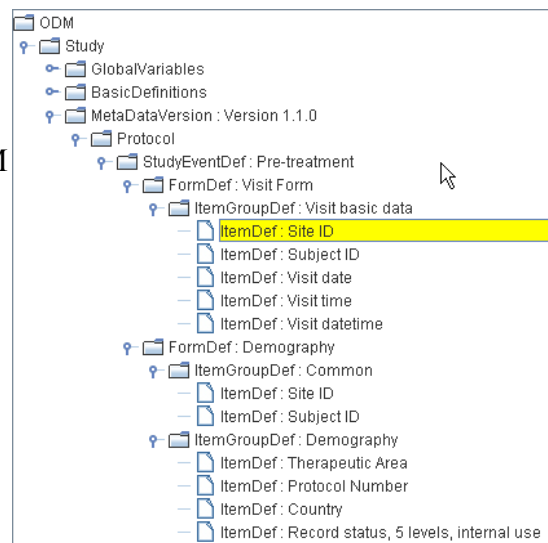 ODM
Study
GlobalVariables
BasicDefinitions
MetaDataVersion : Version 1.1.0
Protocol
M
StudyEventDef : Pre-treatment
FormDef : Visit Form
ItemGroupDef : Visit basic data
ItemDef : Site ID
ItemDef : Subject ID
ItemDef : Visit date
ItemDef : Visit time
ItemDef : Visit datetime
FormDef : Demography
ItemGroupDef : Common
ItemDef : Site ID
ItemDef : Subject ID
ItemGroupDef : Demography
ItemDef : Therapeutic Area
ItemDef : Protocol Number
ItemDef : Country
ItemDef : Record status, 5 levels, internal use